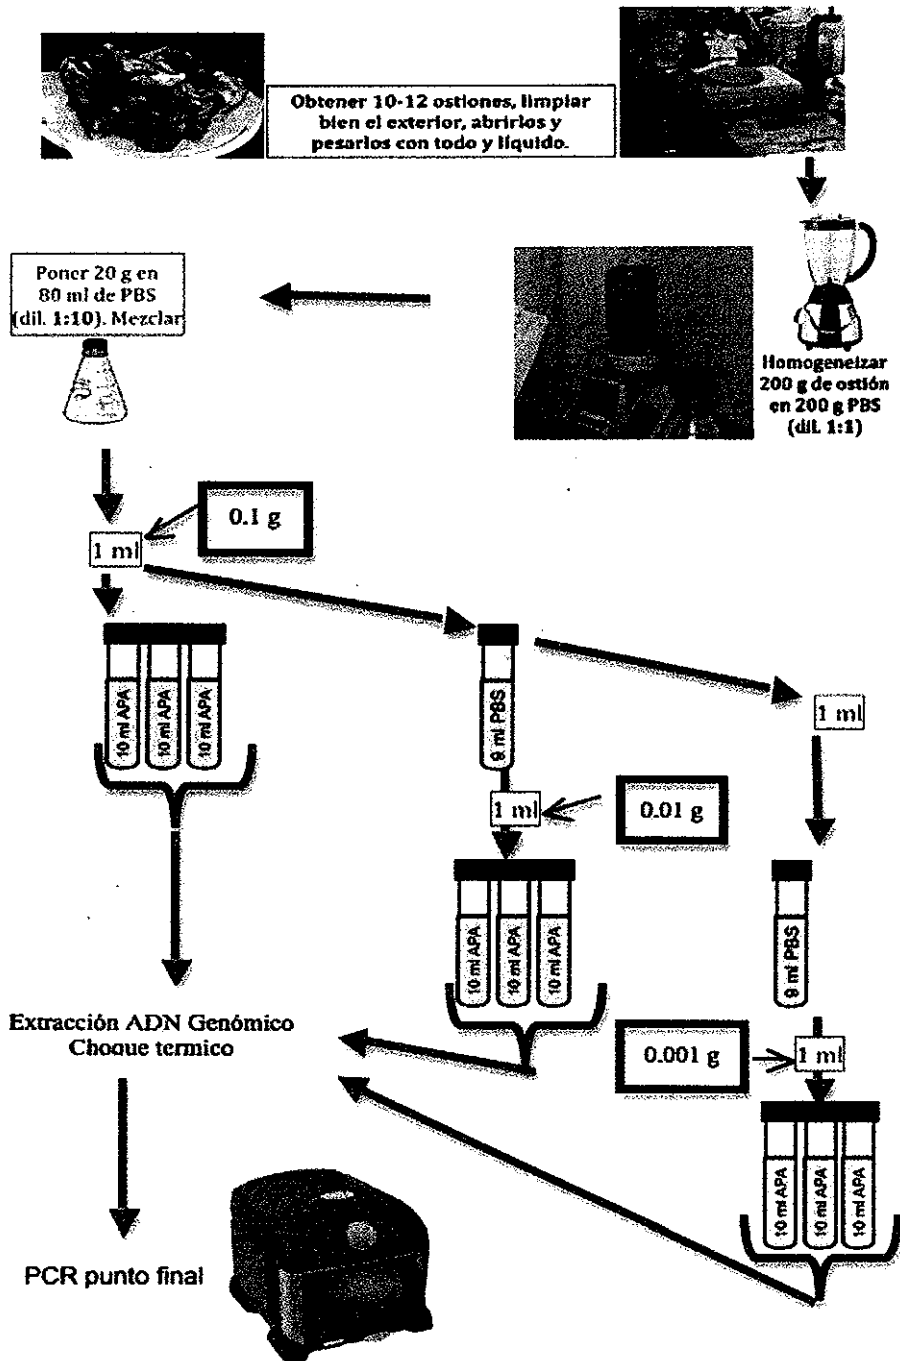 Obtener 10-12 ostiones, limpiar
bien el exterior, abrirlos y
pesarlos con todo y líquido.
Poner 20 g en
80 ml de PBS
(dil. 1:10). Mezclar
Homogeneizar
200 g de ostión
en 200 g PBS
(dil. 1:1)
0.1 g
1 ml
10 ml APA
10 ml APA
10 ml APA
9 ml PBS
1 ml
1 ml
0.01 g
10 ml APA
10 ml APA
10 ml APA
9 ml PBS
Extracción ADN Genómico
Choque termico
0.001 g
1 ml
10 ml APA
10 ml APA
10 ml APA
PCR punto final